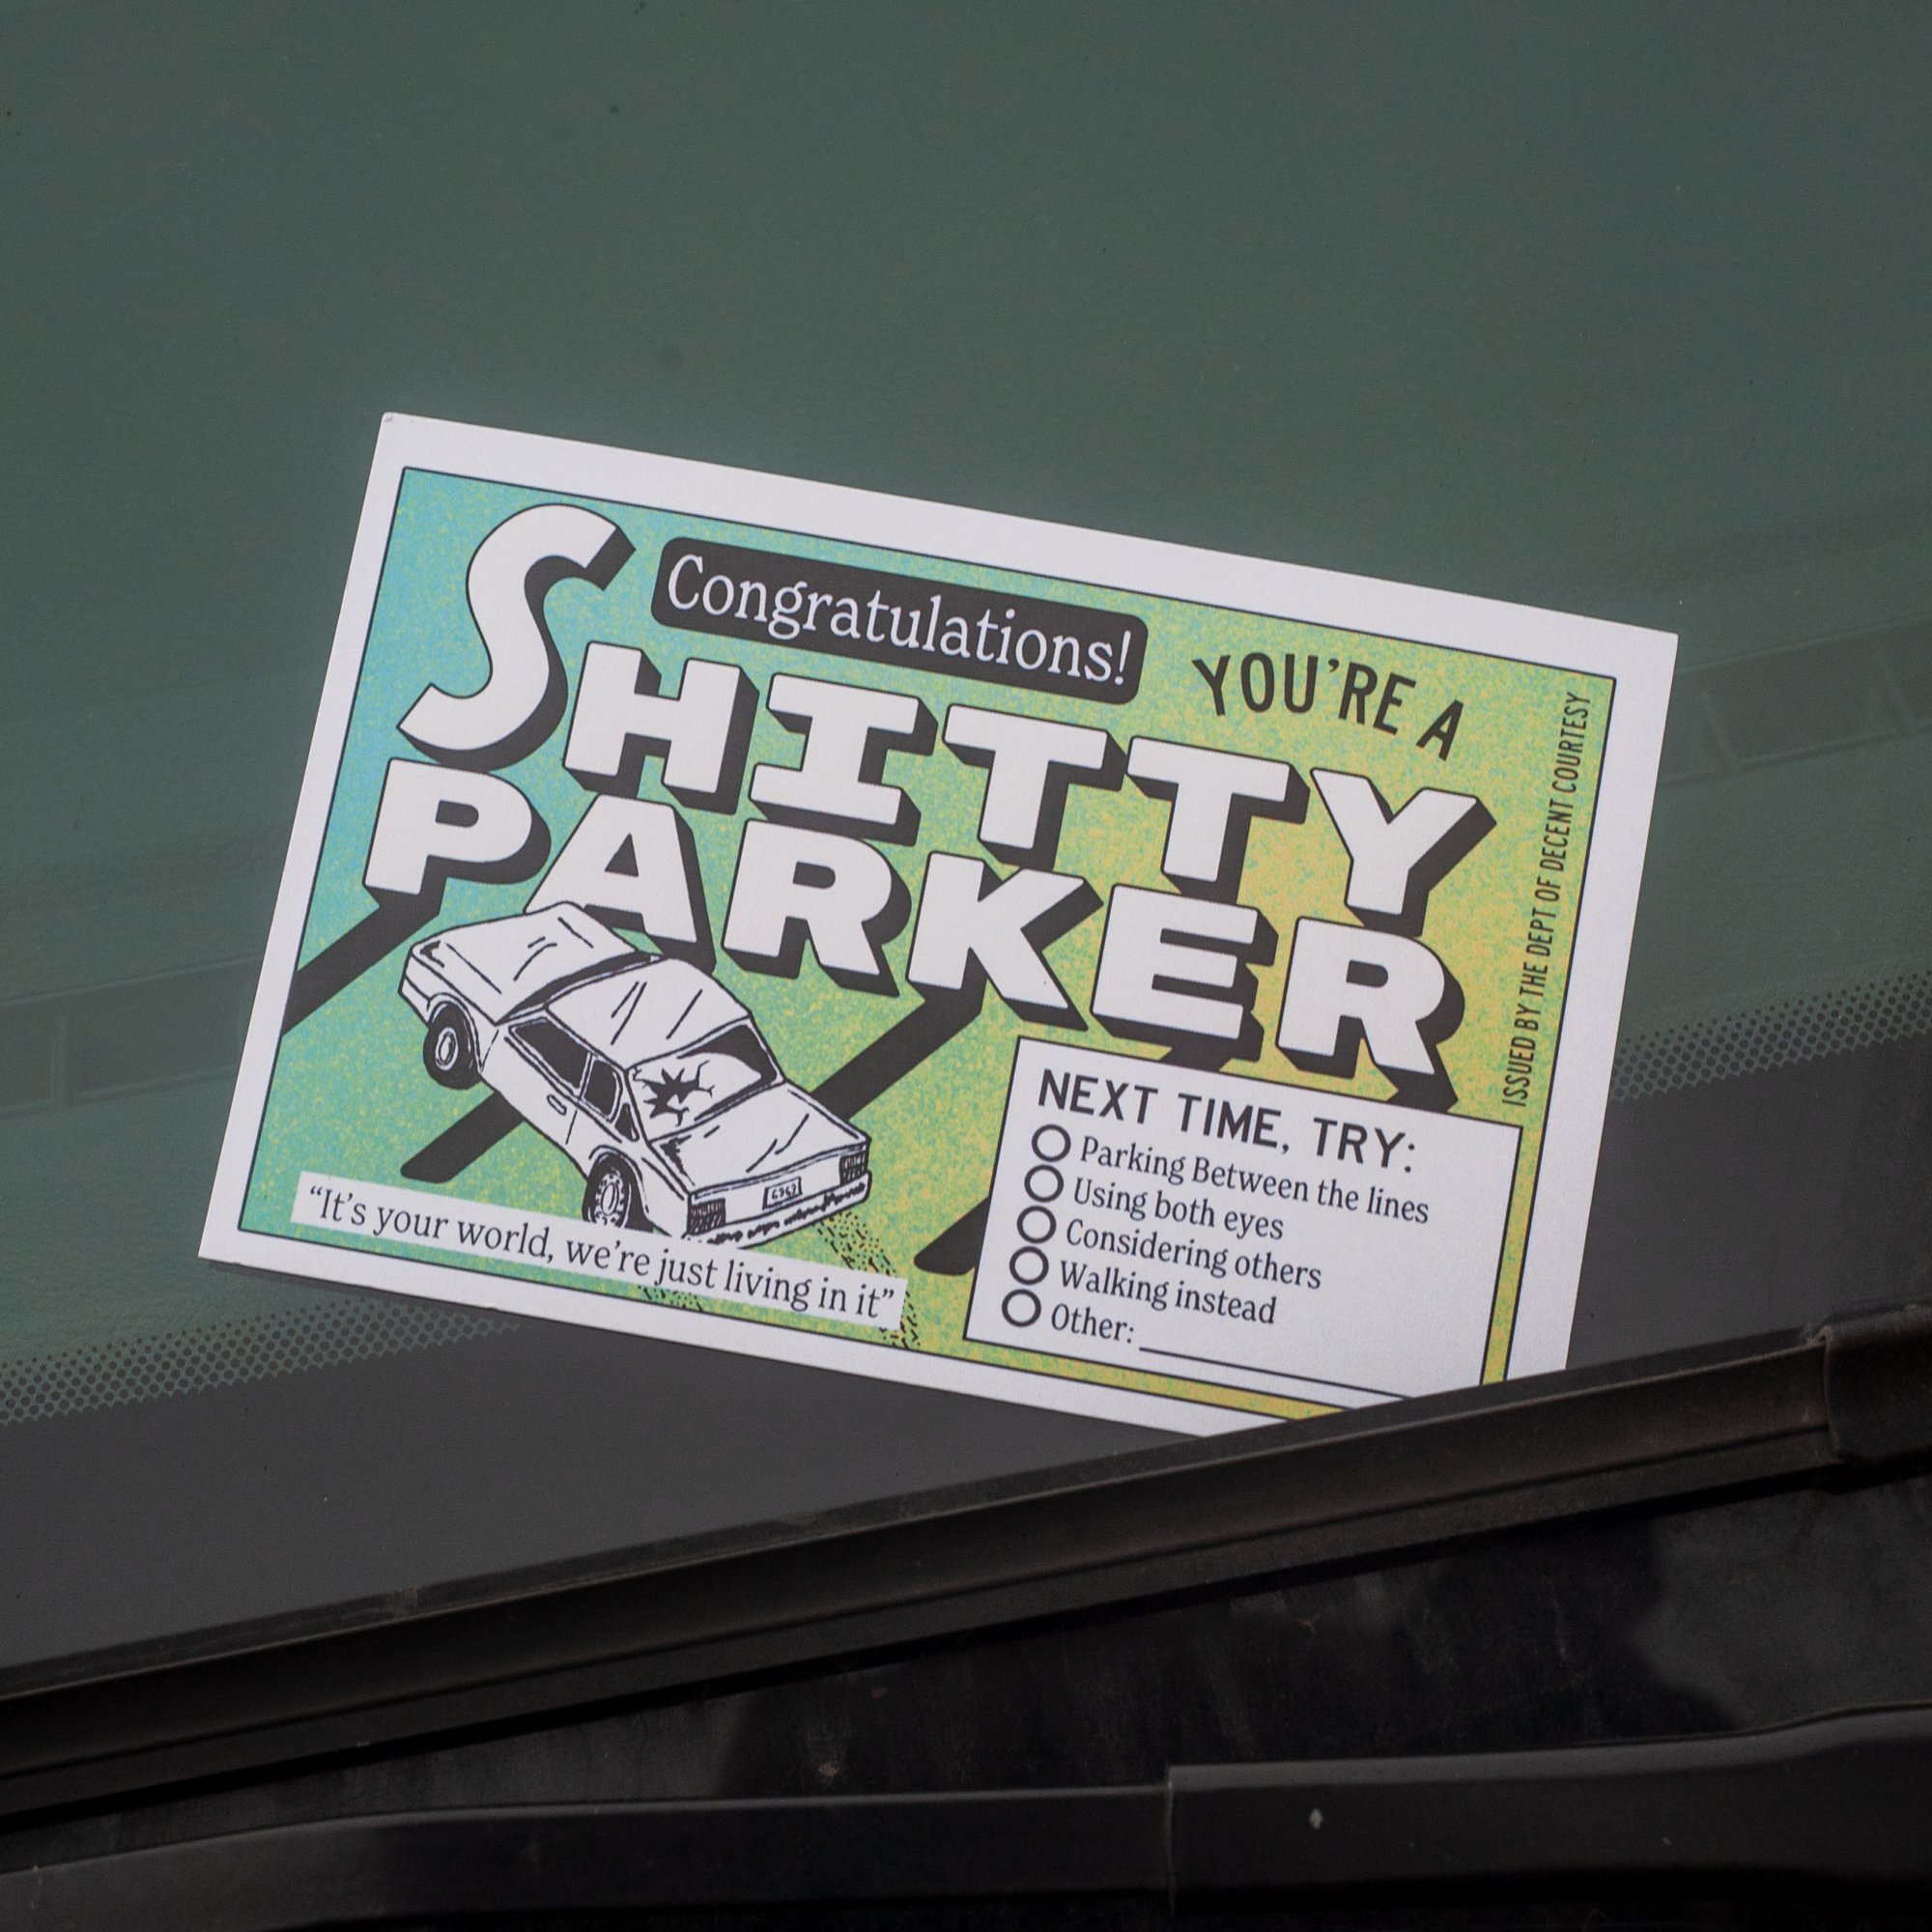 Congratulations!
YOU'RE A
SHITTY
PARKER
ISSUED BY THE DEPT OF DECENT COURTESY
6969
"It's your world, we're just living in it"
NEXT TIME, TRY:
Parking Between the lines
Using both eyes
Considering others
Walking instead
Other: